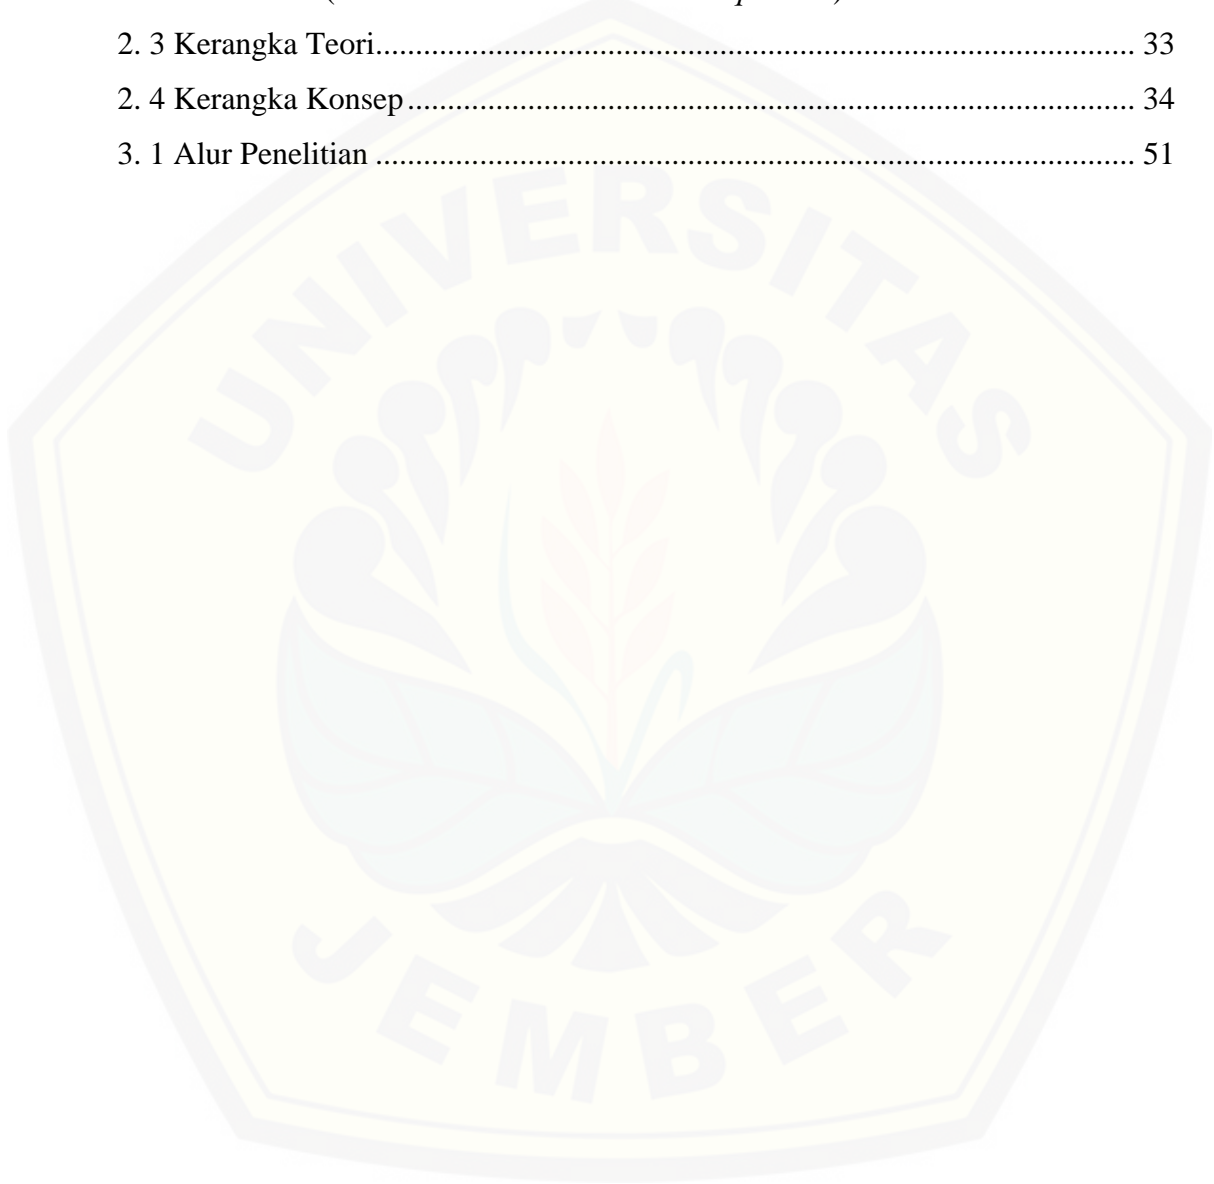 2. 3 Kerangka Teori.......................................................................................... 33
2. 4 Kerangka Konsep...................................................................................... 34
3. 1 Alur Penelitian .......................................................................................... 51
UNIVERSITAS
JEMBER